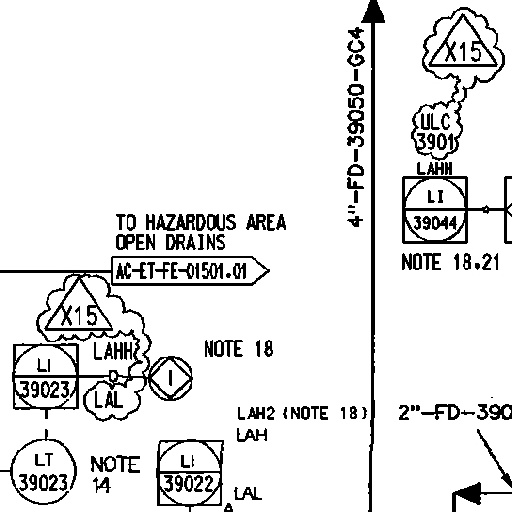 X15
4"-FD-39050-GC4
ULC
3901
LAHH
LI
39044
NOTE 18.21
TO HAZARDOUS AREA
OPEN DRAINS
AC-ET-FE-01501.01
X15
LAHH
NOTE 18
LI
39023
I
LAL
LAH2 (NOTE 18)
2"-FD-390
LAH
LT
39023
NOTE
14
LI
39022
LAL